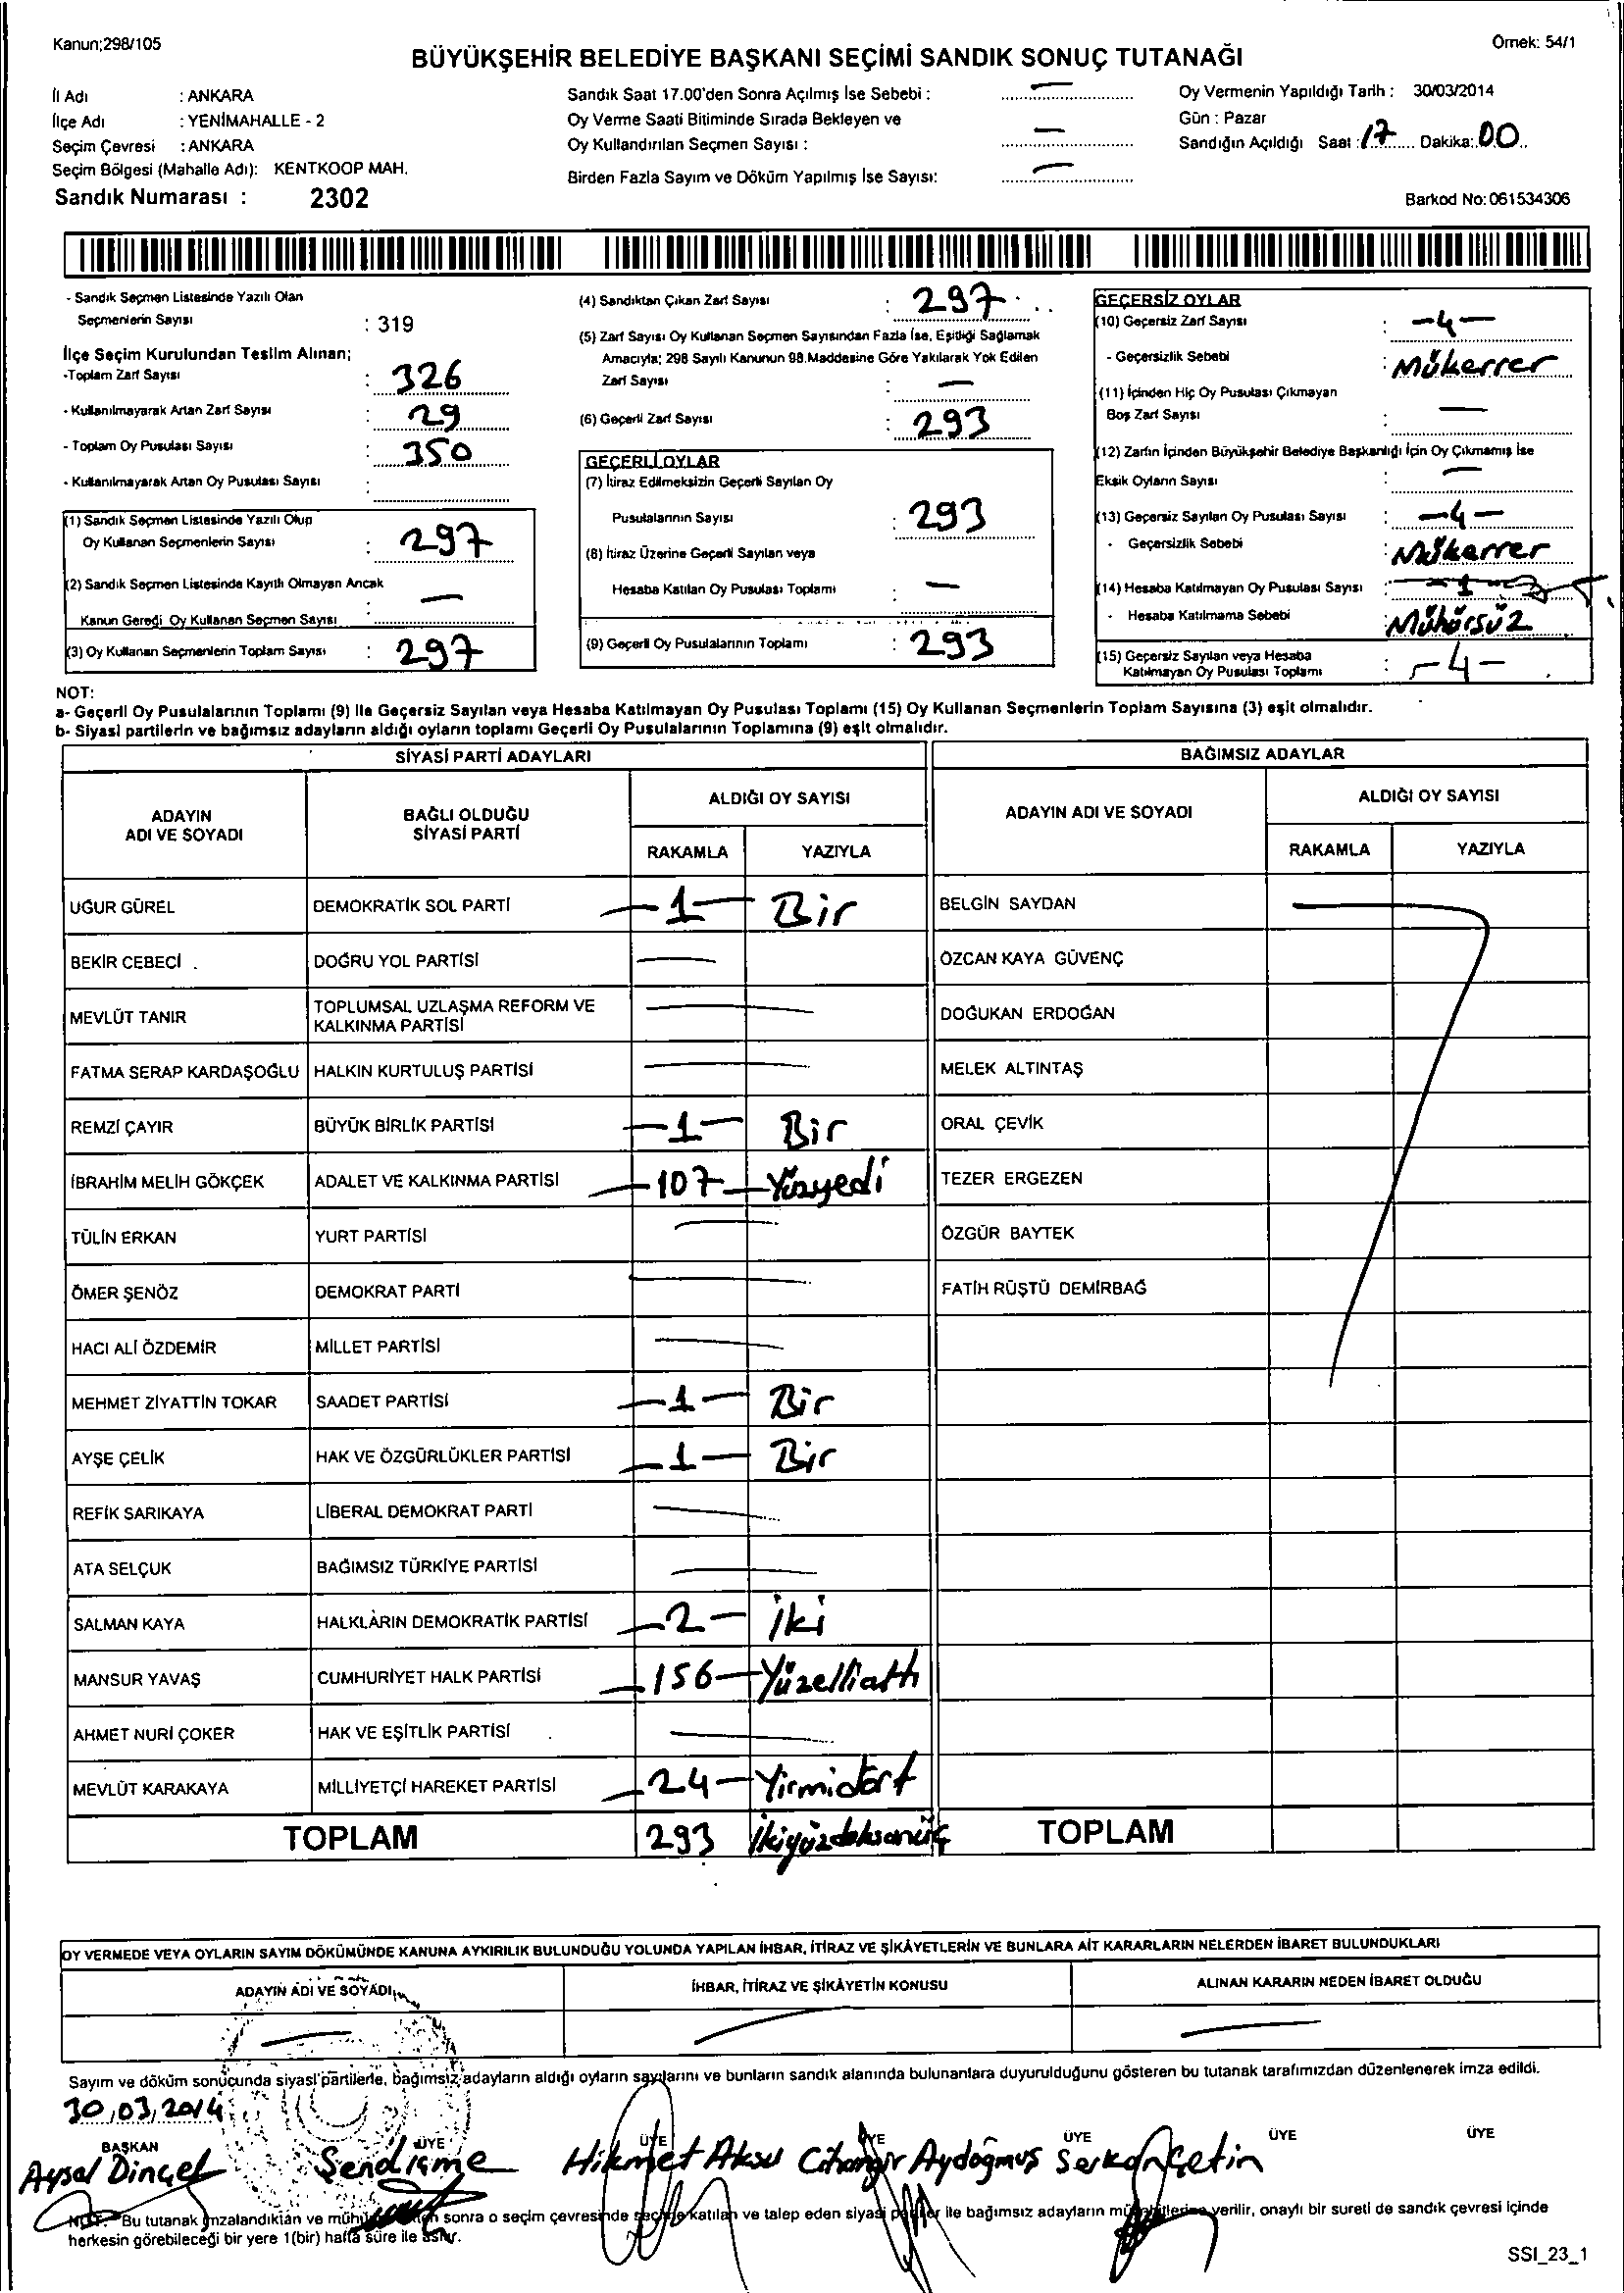 Kanun;298/105
Örnek: 54/1
BÜYÜKŞEHİR BELEDİYE BAŞKANI SEÇİMİ SANDIK SONUÇ TUTANAĞI
İl Adı : ANKARA
İlçe Adı : YENİMAHALLE - 2
Seçim Çevresi : ANKARA
Seçim Bölgesi (Mahalle Adı): KENTKOOP MAH.
Sandık Numarası : 2302
Sandık Saat 17.00'den Sonra Açılmış İse Sebebi : —
Oy Verme Saati Bitiminde Sırada Bekleyen ve
Oy Kullandırılan Seçmen Sayısı : —
Birden Fazla Sayım ve Döküm Yapılmış İse Sayısı: —
Oy Vermenin Yapıldığı Tarih : 30/03/2014
Gün : Pazar
Sandığın Açıldığı Saat : 17 Dakika: 00
Barkod No: 061534306
- Sandık Seçmen Listesinde Yazılı Olan
Seçmenlerin Sayısı : 319
İlçe Seçim Kurulundan Teslim Alınan;
-Toplam Zarf Sayısı : 326
- Kullanılmayarak Artan Zarf Sayısı : 29
- Toplam Oy Pusulası Sayısı : 350
- Kullanılmayarak Artan Oy Pusulası Sayısı :
(1) Sandık Seçmen Listesinde Yazılı Olup
Oy Kullanan Seçmenlerin Sayısı : 297
(2) Sandık Seçmen Listesinde Kayıtlı Olmayan Ancak
Kanun Gereği Oy Kullanan Seçmen Sayısı : —
(3) Oy Kullanan Seçmenlerin Toplam Sayısı : 297
(4) Sandıktan Çıkan Zarf Sayısı : 297
(5) Zarf Sayısı Oy Kullanan Seçmen Sayısından Fazla İse, Eşitliği Sağlamak
Amacıyla; 298 Sayılı Kanunun 98.Maddesine Göre Yakılarak Yok Edilen
Zarf Sayısı : —
(6) Geçerli Zarf Sayısı : 293
GEÇERLİ OYLAR
(7) İtiraz Edilmeksizin Geçerli Sayılan Oy
Pusulalarının Sayısı : 293
(8) İtiraz Üzerine Geçerli Sayılan veya
Hesaba Katılan Oy Pusulası Toplamı : —
(9) Geçerli Oy Pusulalarının Toplamı : 293
GEÇERSİZ OYLAR
(10) Geçersiz Zarf Sayısı : -4-
- Geçersizlik Sebebi : Mükerrer
(11) İçinden Hiç Oy Pusulası Çıkmayan
Boş Zarf Sayısı : —
(12) Zarfın İçinden Büyükşehir Belediye Başkanlığı İçin Oy Çıkmamış İse
Eksik Oyların Sayısı : —
(13) Geçersiz Sayılan Oy Pusulası Sayısı : -4-
- Geçersizlik Sebebi : Mükerrer
(14) Hesaba Katılmayan Oy Pusulası Sayısı : 1
- Hesaba Katılmama Sebebi : Mühürsüz
(15) Geçersiz Sayılan veya Hesaba
Katılmayan Oy Pusulası Toplamı : -4-
NOT:
a- Geçerli Oy Pusulalarının Toplamı (9) ile Geçersiz Sayılan veya Hesaba Katılmayan Oy Pusulası Toplamı (15) Oy Kullanan Seçmenlerin Toplam Sayısına (3) eşit olmalıdır.
b- Siyasi partilerin ve bağımsız adayların aldığı oyların toplamı Geçerli Oy Pusulalarının Toplamına (9) eşit olmalıdır.
SİYASİ PARTİ ADAYLARI
BAĞIMSIZ ADAYLAR
ADAYIN ADI VE SOYADI
BAĞLI OLDUĞU SİYASİ PARTİ
ALDIĞI OY SAYISI
RAKAMLA YAZIYLA
ADAYIN ADI VE SOYADI
ALDIĞI OY SAYISI
RAKAMLA YAZIYLA
UĞUR GÜREL DEMOKRATİK SOL PARTİ -1- Bir BELGİN SAYDAN
BEKİR CEBECİ DOĞRU YOL PARTİSİ — ÖZCAN KAYA GÜVENÇ
MEVLÜT TANIR TOPLUMSAL UZLAŞMA REFORM VE KALKINMA PARTİSİ — DOĞUKAN ERDOĞAN
FATMA SERAP KARDAŞOĞLU HALKIN KURTULUŞ PARTİSİ — MELEK ALTINTAŞ
REMZİ ÇAYIR BÜYÜK BİRLİK PARTİSİ -1- Bir ORAL ÇEVİK
İBRAHİM MELİH GÖKÇEK ADALET VE KALKINMA PARTİSİ -107- Yüzyedi TEZER ERGEZEN
TÜLİN ERKAN YURT PARTİSİ — ÖZGÜR BAYTEK
ÖMER ŞENÖZ DEMOKRAT PARTİ — FATİH RÜŞTÜ DEMİRBAĞ
HACI ALİ ÖZDEMİR MİLLET PARTİSİ —
MEHMET ZİYATTİN TOKAR SAADET PARTİSİ -1- Bir
AYŞE ÇELİK HAK VE ÖZGÜRLÜKLER PARTİSİ -1- Bir
REFİK SARIKAYA LİBERAL DEMOKRAT PARTİ —
ATA SELÇUK BAĞIMSIZ TÜRKİYE PARTİSİ —
SALMAN KAYA HALKLARIN DEMOKRATİK PARTİSİ -2- İki
MANSUR YAVAŞ CUMHURİYET HALK PARTİSİ -156- Yüzelliattı
AHMET NURİ ÇOKER HAK VE EŞİTLİK PARTİSİ —
MEVLÜT KARAKAYA MİLLİYETÇİ HAREKET PARTİSİ -24- Yirmidört
TOPLAM 293 İkiyüzdoksanüç TOPLAM
OY VERMEDE VEYA OYLARIN SAYIM DÖKÜMÜNDE KANUNA AYKIRILIK BULUNDUĞU YOLUNDA YAPILAN İHBAR, İTİRAZ VE ŞİKÂYETLERİN VE BUNLARA AİT KARARLARIN NELERDEN İBARET BULUNDUKLARI
ADAYIN ADI VE SOYADI İHBAR, İTİRAZ VE ŞİKÂYETİN KONUSU ALINAN KARARIN NEDEN İBARET OLDUĞU
Sayım ve döküm sonucunda siyasi partilerle, bağımsız adayların aldığı oyların sayılarını ve bunların sandık alanında bulunanlara duyurulduğunu gösteren bu tutanak tarafımızdan düzenlenerek imza edildi.
30.03.2014
BAŞKAN ÜYE ÜYE ÜYE ÜYE ÜYE ÜYE
Aysel Dinçel Hikmet Aksu Cihangir Aydoğmuş Serkan Çetin
NOT: Bu tutanak imzalandıktan ve sonra o seçim çevresinde seçime katılan ve talep eden siyasi partiler ile bağımsız adayların müşahitlerine verilir, onaylı bir sureti de sandık çevresi içinde
herkesin görebileceği bir yere 1(bir) hafta süre ile asılır.
SSI_23_1